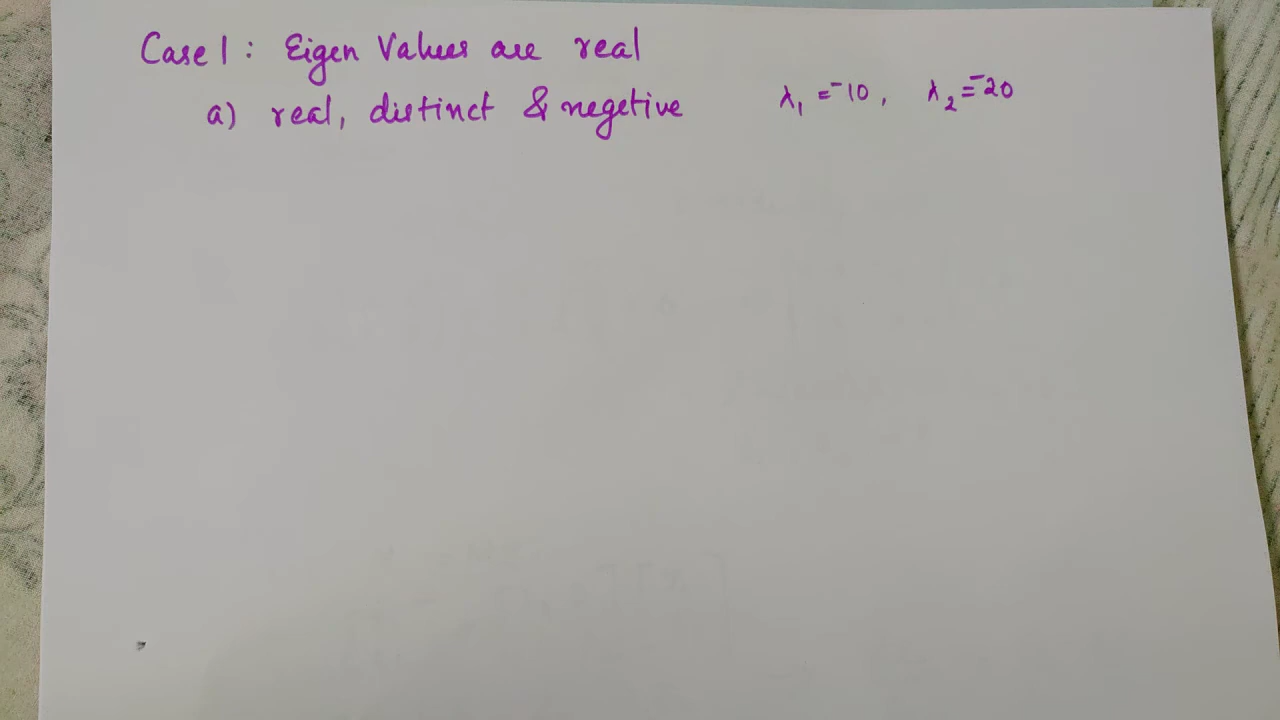 Case 1 : Eigen Values are real
a) real, distinct & negetive λ₁ = -10, λ₂ = -20